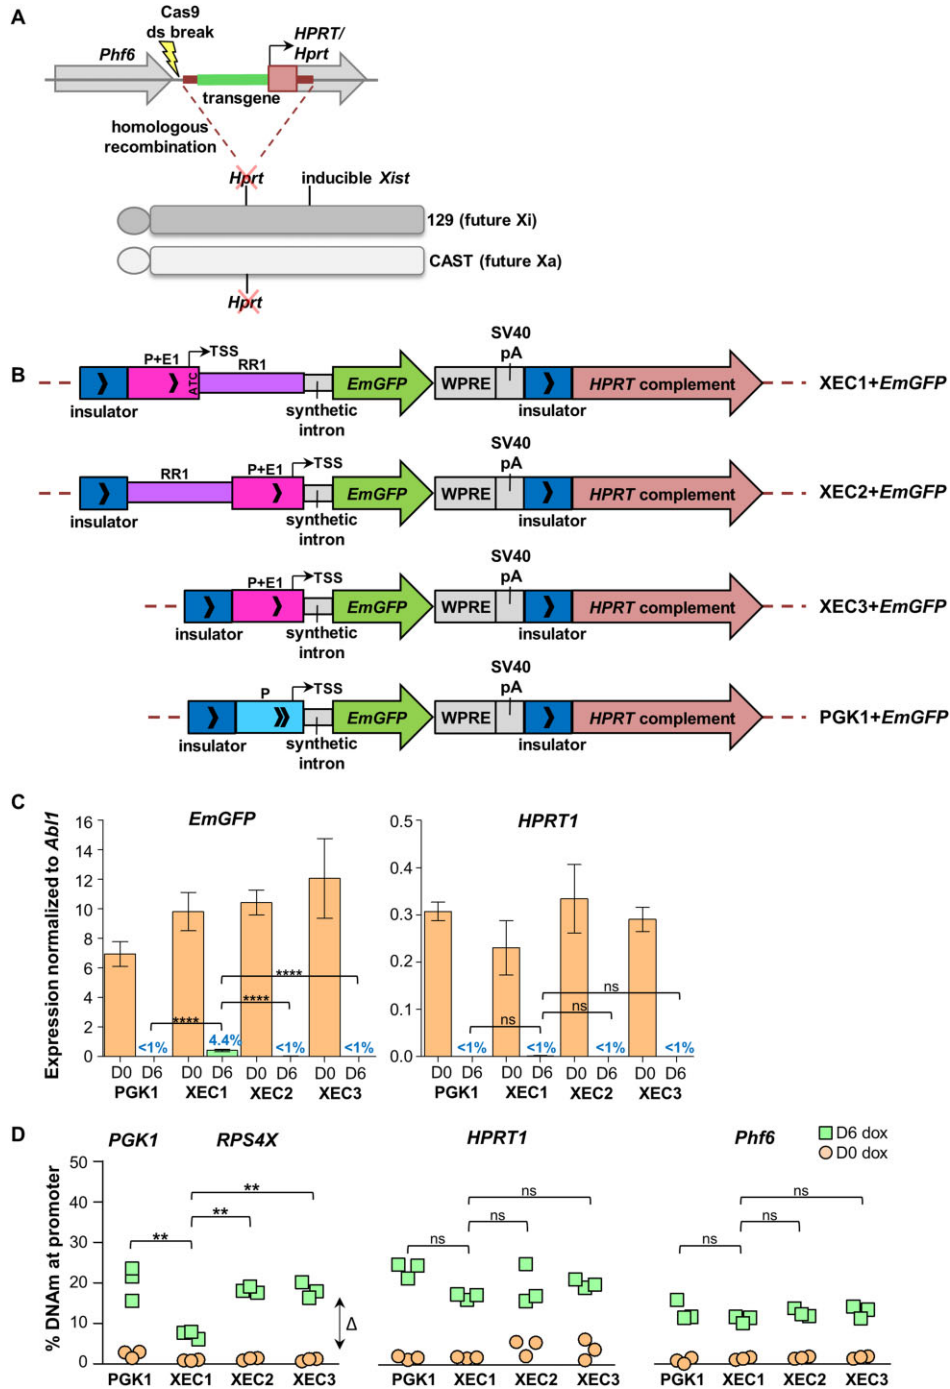 A
Cas9
ds break
Phf6
HPRT/
Hprt
transgene
homologous
recombination
Hprt
inducible Xist
129 (future Xi)
CAST (future Xa)
Hprt
B
SV40
pA
P+E1
TSS
RR1
ATC
EmGFP
WPRE
HPRT complement
XEC1+EmGFP
insulator
synthetic
intron
insulator
SV40
pA
RR1
P+E1
TSS
EmGFP
WPRE
HPRT complement
XEC2+EmGFP
insulator
synthetic
intron
insulator
SV40
pA
P+E1
TSS
EmGFP
WPRE
HPRT complement
XEC3+EmGFP
insulator
synthetic
intron
insulator
SV40
pA
P
TSS
EmGFP
WPRE
HPRT complement
PGK1+EmGFP
insulator
synthetic
intron
insulator
C
Expression normalized to Abl1
EmGFP
16
14
12
10
8
6
4
2
0
****
****
****
<1%
4.4%
<1%
<1%
D0 D6 D0 D6 D0 D6 D0 D6
PGK1 XEC1 XEC2 XEC3
HPRT1
0.5
0.4
0.3
0.2
0.1
0.0
ns
ns
ns
<1%
<1%
<1%
<1%
D0 D6 D0 D6 D0 D6 D0 D6
PGK1 XEC1 XEC2 XEC3
D
% DNAm at promoter
PGK1 RPS4X
50
40
30
20
10
0
**
**
**
Δ
PGK1 XEC1 XEC2 XEC3
HPRT1
ns
ns
ns
PGK1 XEC1 XEC2 XEC3
Phf6
D6 dox
D0 dox
ns
ns
ns
PGK1 XEC1 XEC2 XEC3